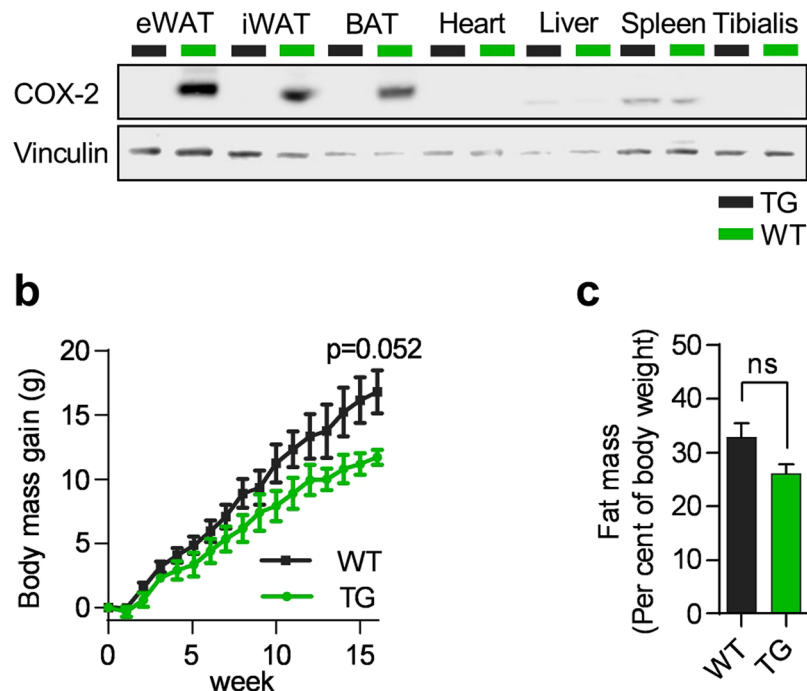 eWAT iWAT BAT Heart Liver Spleen Tibialis
COX-2
Vinculin
TG
WT
b
p=0.052
Body mass gain (g)
20
15
10
5
0
WT
TG
0 5 10 15
week
c
ns
Fat mass
(Per cent of body weight)
50
40
30
20
10
0
WT TG